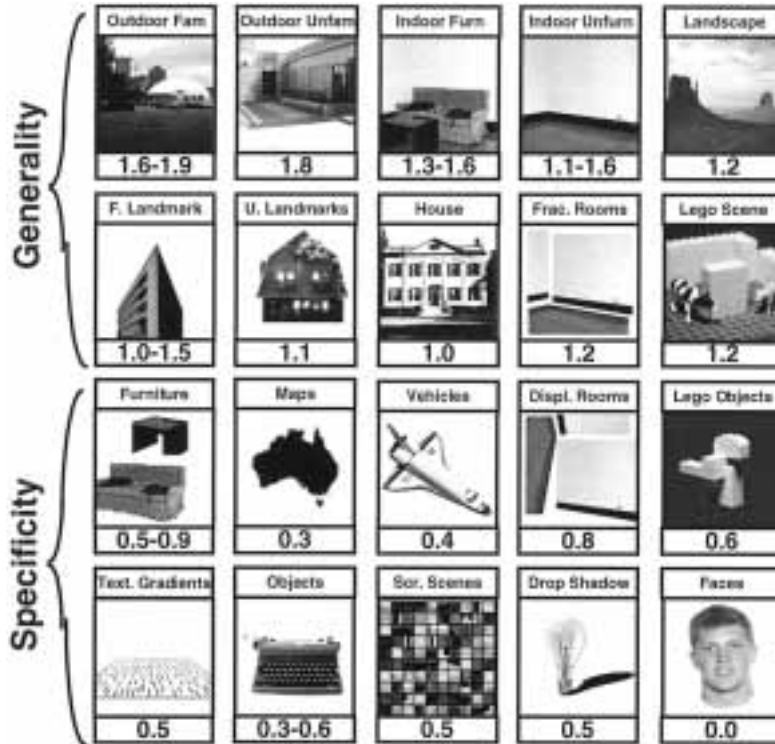 Generality
Outdoor Fam
Outdoor Unfam
Indoor Furn
Indoor Unfurn
Landscape
1.6-1.9
1.8
1.3-1.6
1.1-1.6
1.2
F. Landmark
U. Landmarks
House
Frac. Rooms
Lego Scene
1.0-1.5
1.1
1.0
1.2
1.2
Specificity
Furniture
Maps
Vehicles
Displ. Rooms
Lego Objects
0.5-0.9
0.3
0.4
0.8
0.6
Text. Gradients
Objects
Scr. Scenes
Drop Shadow
Faces
0.5
0.3-0.6
0.5
0.5
0.0